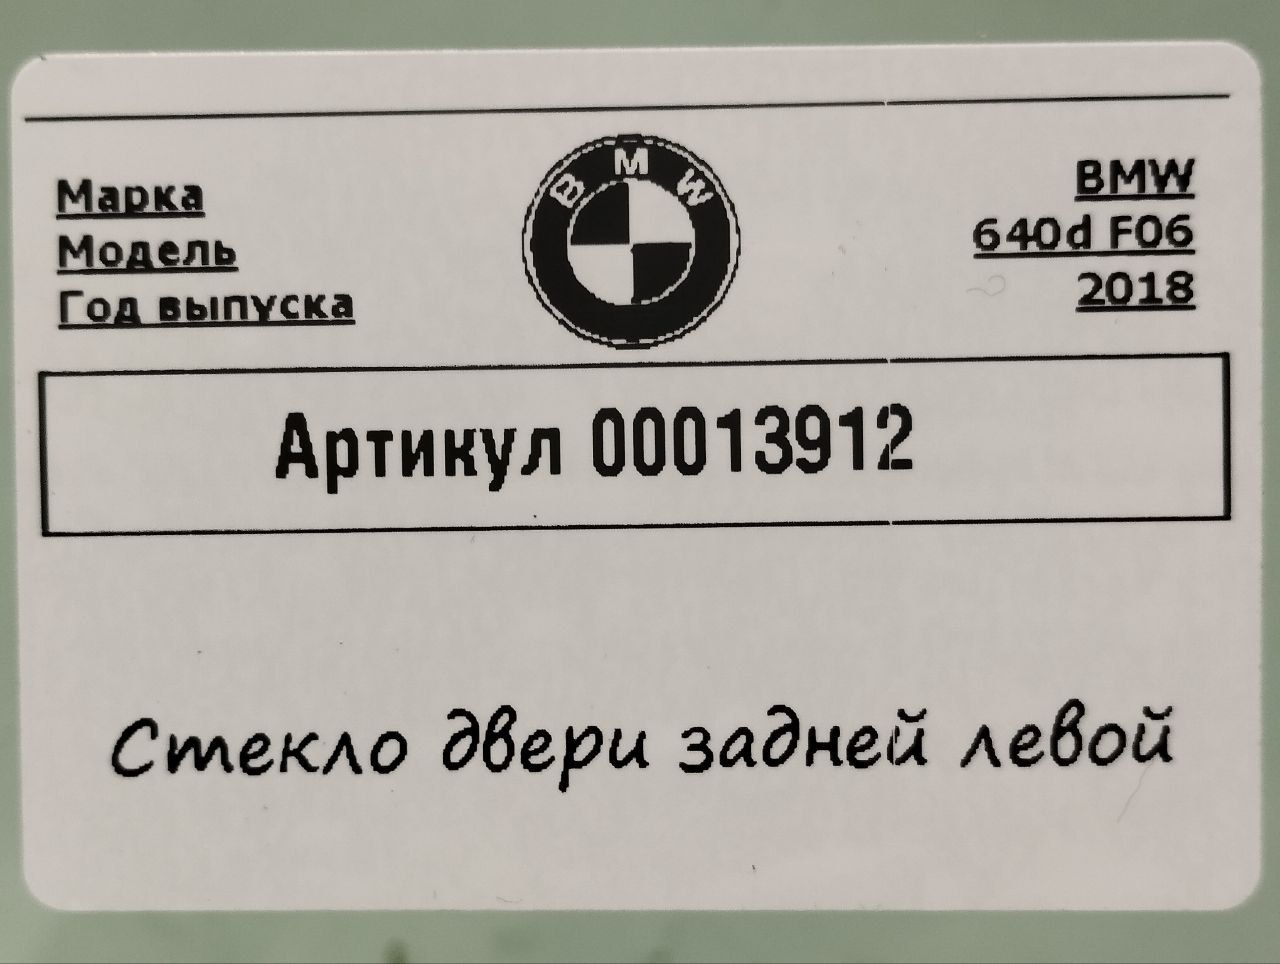 Марка
Модель
Год выпуска
BMW
BMW
640d F06
2018
Артикул 00013912
Стекло двери задней левой